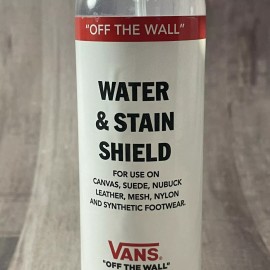 "OFF THE WALL"
WATER
& STAIN
SHIELD
FOR USE ON
CANVAS, SUEDE, NUBUCK
LEATHER, MESH, NYLON
AND SYNTHETIC FOOTWEAR.
VANS®
"OFF THE WALL"